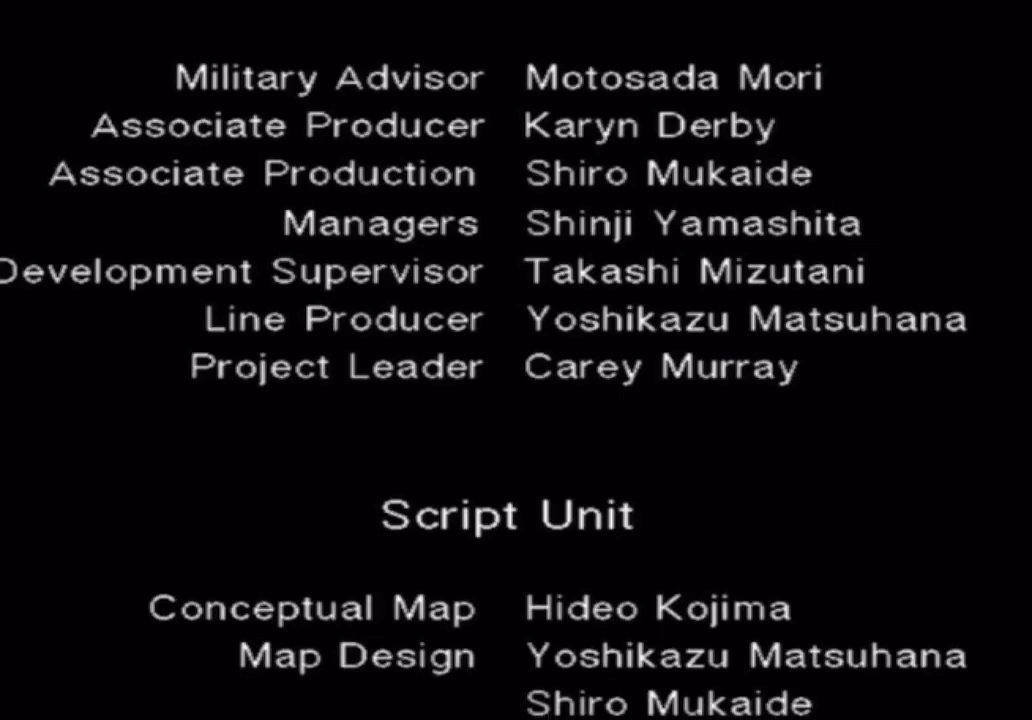 Military Advisor Motosada Mori
Associate Producer Karyn Derby
Associate Production Shiro Mukaide
Managers Shinji Yamashita
Development Supervisor Takashi Mizutani
Line Producer Yoshikazu Matsuhana
Project Leader Carey Murray
Script Unit
Conceptual Map Hideo Kojima
Map Design Yoshikazu Matsuhana
Shiro Mukaide